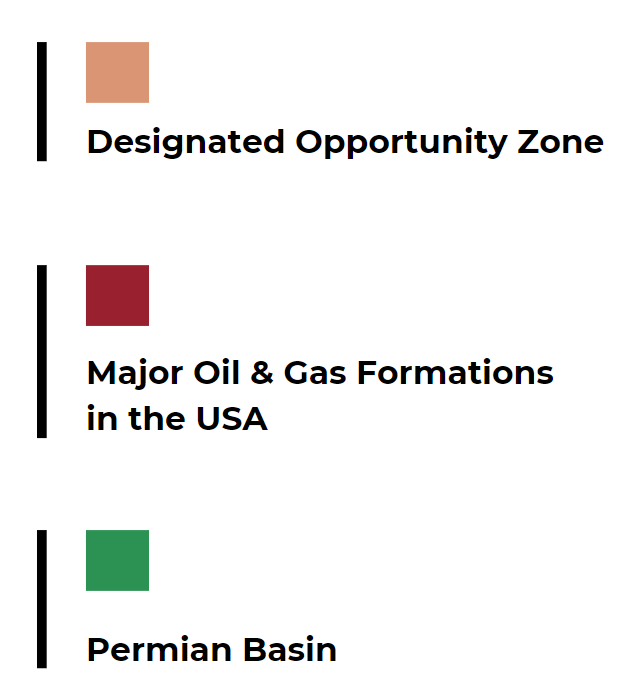 Designated Opportunity Zone
Major Oil & Gas Formations
in the USA
Permian Basin